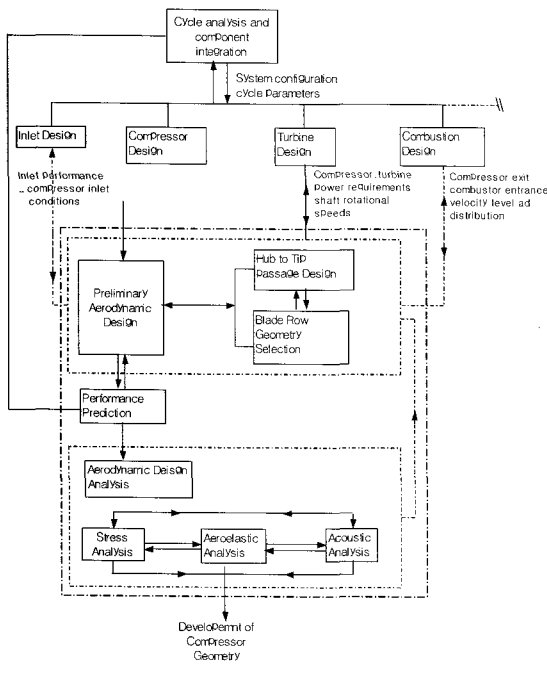 Cycle analysis and
component
integration
System configuration
cycle parameters
Inlet Design
Compressor
Design
Turbine
Design
Combustion
Design
Inlet performance
.. compressor inlet
conditions
Compressor, turbine
power requirements
shaft rotational
speeds
Compressor exit
combustor entrance
velocity level ad
distribution
Hub to Tip
Passage Design
Preliminary
Aerodynamic
Design
Blade Row
Geometry
Selection
Performance
Prediction
Aerodynamic Deisgn
Analysis
Stress
Analysis
Aeroelastic
Analysis
Acoustic
Analysis
Developemnt of
Compressor
Geometry